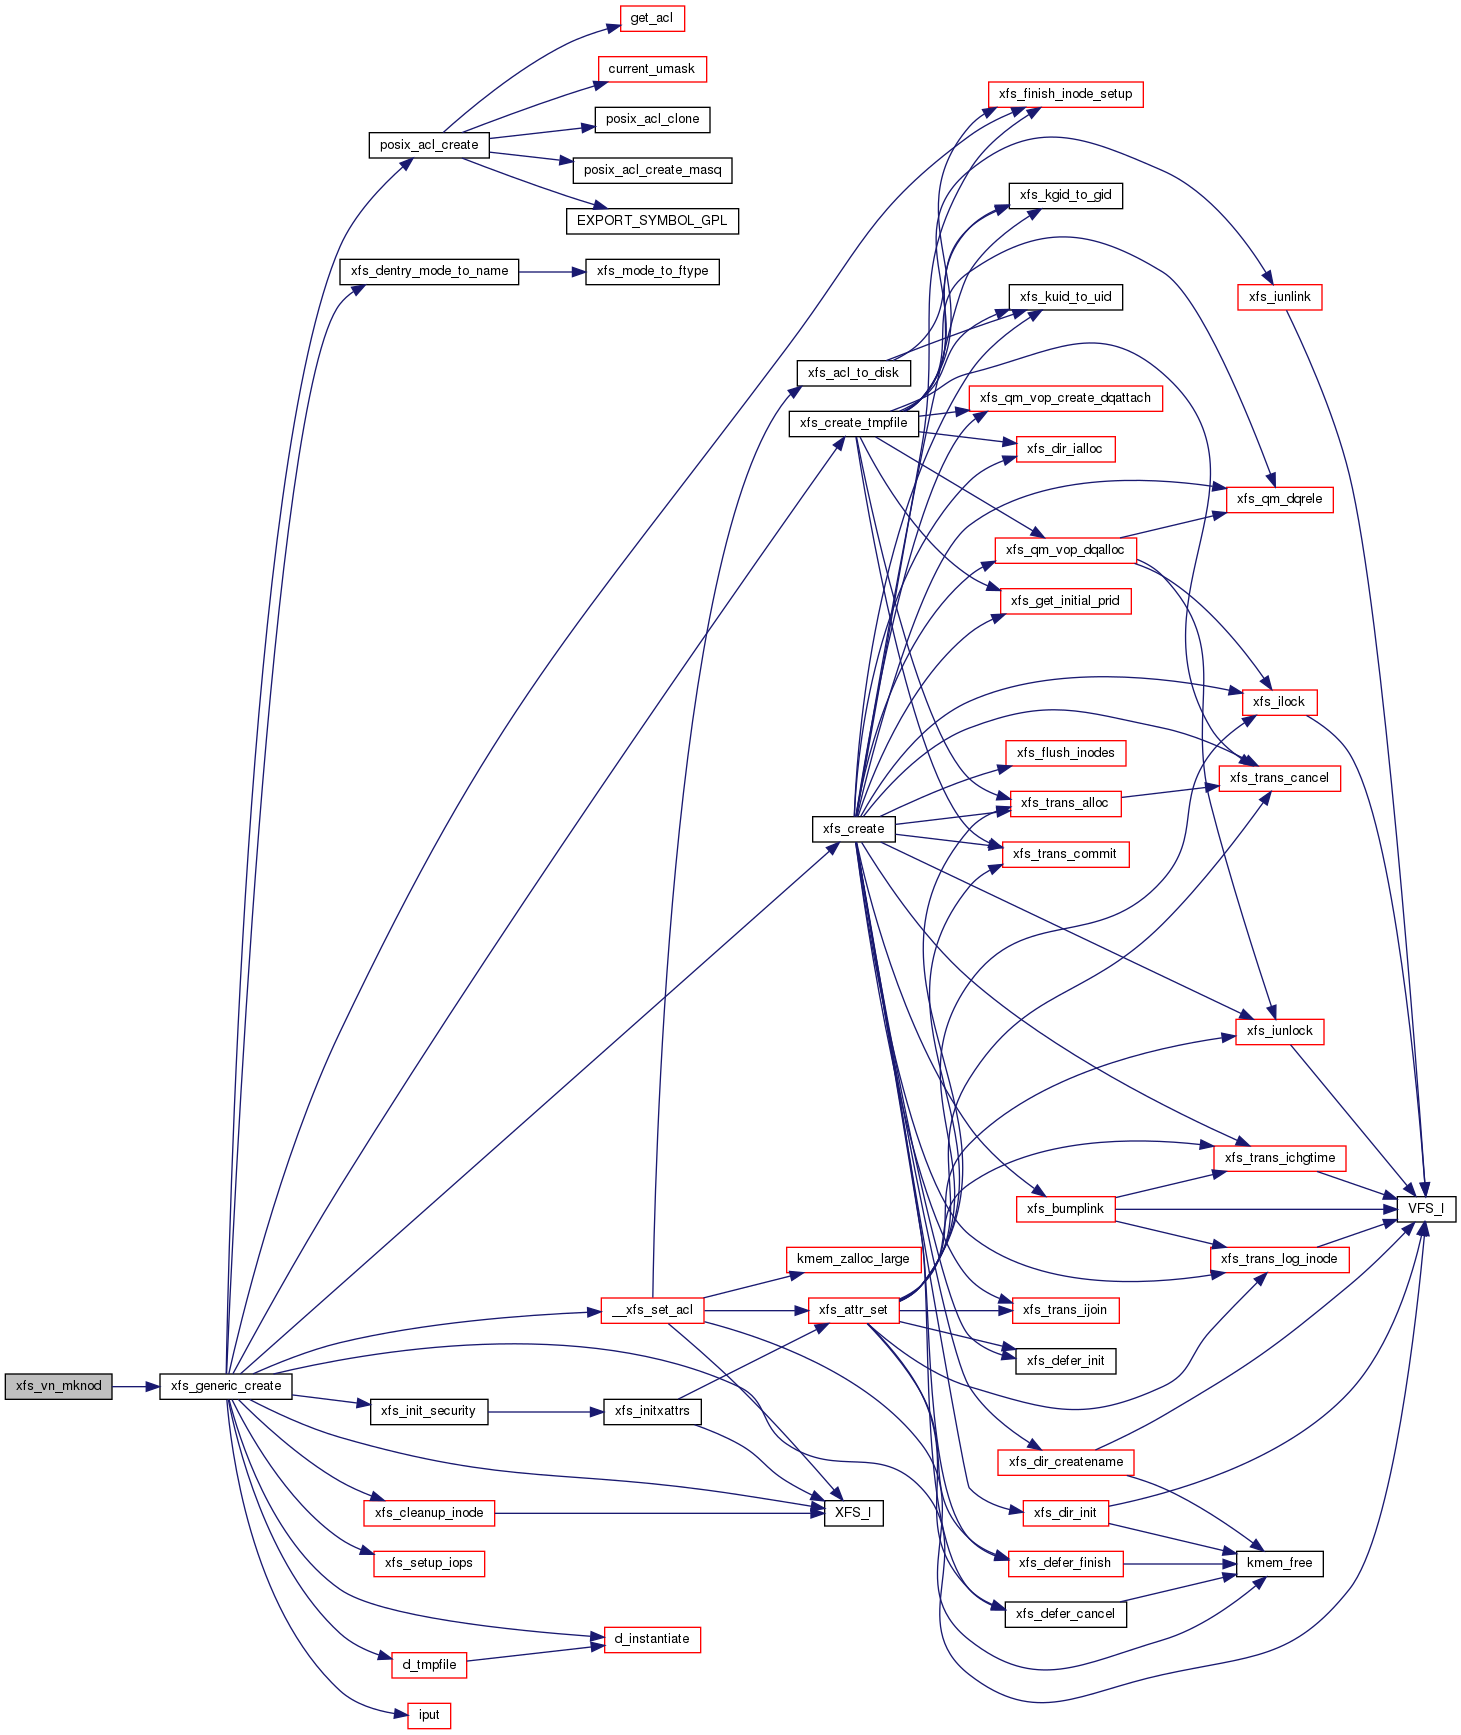 get_acl
current_umask
xfs_finish_inode_setup
posix_acl_clone
posix_acl_create
posix_acl_create_masq
xfs_kgid_to_gid
EXPORT_SYMBOL_GPL
xfs_dentry_mode_to_name
xfs_mode_to_ftype
xfs_kuid_to_uid
xfs_iunlink
xfs_acl_to_disk
xfs_qm_vop_create_dqattach
xfs_create_tmpfile
xfs_dir_ialloc
xfs_qm_dqrele
xfs_qm_vop_dqalloc
xfs_get_initial_prid
xfs_ilock
xfs_flush_inodes
xfs_trans_cancel
xfs_trans_alloc
xfs_create
xfs_trans_commit
xfs_iunlock
xfs_trans_ichgtime
xfs_bumplink
VFS_I
kmem_zalloc_large
xfs_trans_log_inode
__xfs_set_acl
xfs_attr_set
xfs_trans_ijoin
xfs_defer_init
xfs_vn_mknod
xfs_generic_create
xfs_init_security
xfs_initxattrs
xfs_dir_createname
xfs_cleanup_inode
XFS_I
xfs_dir_init
xfs_setup_iops
xfs_defer_finish
kmem_free
xfs_defer_cancel
d_instantiate
d_tmpfile
iput